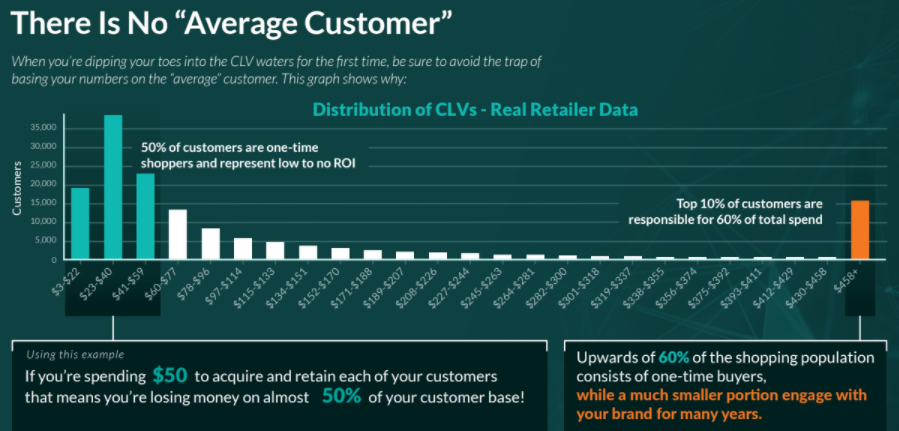 There Is No “Average Customer”
When you’re dipping your toes into the CLV waters for the first time, be sure to avoid the trap of
basing your numbers on the “average” customer. This graph shows why:
Distribution of CLVs - Real Retailer Data
35,000
30,000
25,000
20,000
15,000
10,000
5,000
0
Customers
50% of customers are one-time
shoppers and represent low to no ROI
Top 10% of customers are
responsible for 60% of total spend
$3-$22
$23-$40
$41-$59
$60-$77
$78-$96
$97-$114
$115-$133
$134-$151
$152-$170
$171-$188
$189-$207
$208-$226
$227-$244
$245-$263
$264-$281
$282-$300
$301-$318
$319-$337
$338-$355
$356-$374
$375-$392
$393-$411
$412-$429
$430-$458
$458+
Using this example
If you’re spending $50 to acquire and retain each of your customers
that means you’re losing money on almost 50% of your customer base!
Upwards of 60% of the shopping population
consists of one-time buyers,
while a much smaller portion engage with
your brand for many years.